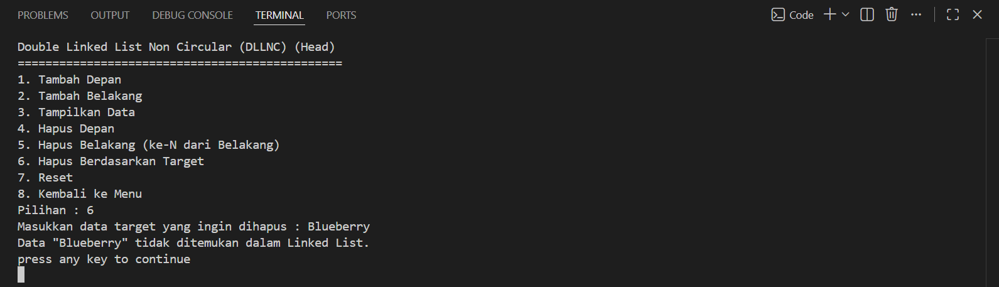 PROBLEMS OUTPUT DEBUG CONSOLE TERMINAL PORTS Code
Double Linked List Non Circular (DLLNC) (Head)
===============================================
1. Tambah Depan
2. Tambah Belakang
3. Tampilkan Data
4. Hapus Depan
5. Hapus Belakang (ke-N dari Belakang)
6. Hapus Berdasarkan Target
7. Reset
8. Kembali ke Menu
Pilihan : 6
Masukkan data target yang ingin dihapus : Blueberry
Data "Blueberry" tidak ditemukan dalam Linked List.
press any key to continue